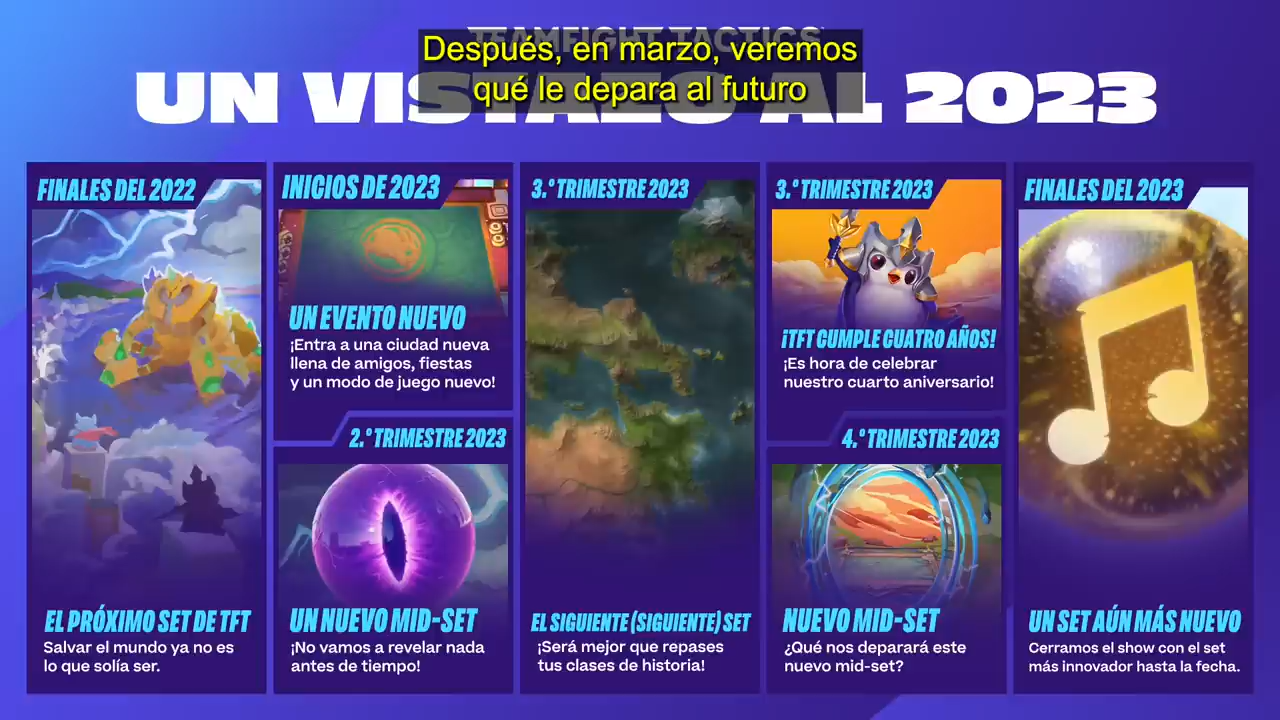 TEAMFIGHT TACTICS
Después, en marzo, veremos
qué le depara al futuro
UN VISTAZO AL 2023
FINALES DEL 2022
EL PRÓXIMO SET DE TFT
Salvar el mundo ya no es
lo que solía ser.
INICIOS DE 2023
UN EVENTO NUEVO
¡Entra a una ciudad nueva
llena de amigos, fiestas
y un modo de juego nuevo!
2.º TRIMESTRE 2023
UN NUEVO MID-SET
¡No vamos a revelar nada
antes de tiempo!
3.º TRIMESTRE 2023
EL SIGUIENTE (SIGUIENTE) SET
¡Será mejor que repases
tus clases de historia!
3.º TRIMESTRE 2023
¡TFT CUMPLE CUATRO AÑOS!
¡Es hora de celebrar
nuestro cuarto aniversario!
4.º TRIMESTRE 2023
NUEVO MID-SET
¿Qué nos deparará este
nuevo mid-set?
FINALES DEL 2023
UN SET AÚN MÁS NUEVO
Cerramos el show con el set
más innovador hasta la fecha.